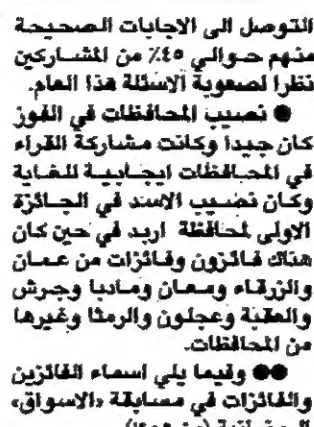 التوصل الى الاجابات الصحيحة
منهم حوالي ٤٥٪ من المشاركين
نظرا لصعوبة الاسئلة هذا العام.
● نصيب المحافظات في الفوز
كان جيدا وكانت مشاركة القراء
في المحافظات ايجابية للغاية
وكان نصيب الاسد في الجائزة
الاولى لمحافظة اربد في حين كان
هناك فائزون وفائزات من عمان
والزرقاء ومعان ومادبا وجرش
والعقبة وعجلون والرمثا وغيرها
من المحافظات.
●● وفيما يلي اسماء الفائزين
والفائزات في مسابقة «الاسواق»